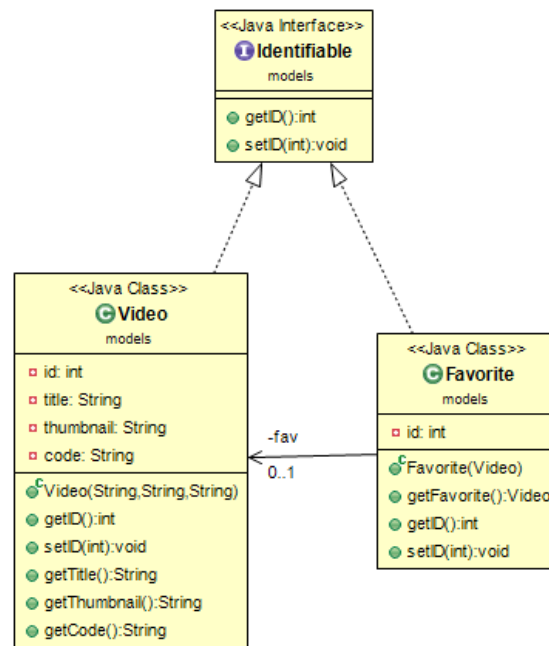 <<Java Interface>>
Identifiable
models
getID():int
setID(int):void
<<Java Class>>
Video
models
id: int
title: String
thumbnail: String
code: String
Video(String,String,String)
getID():int
setID(int):void
getTitle():String
getThumbnail():String
getCode():String
-fav
0..1
<<Java Class>>
Favorite
models
id: int
Favorite(Video)
getFavorite():Video
getID():int
setID(int):void